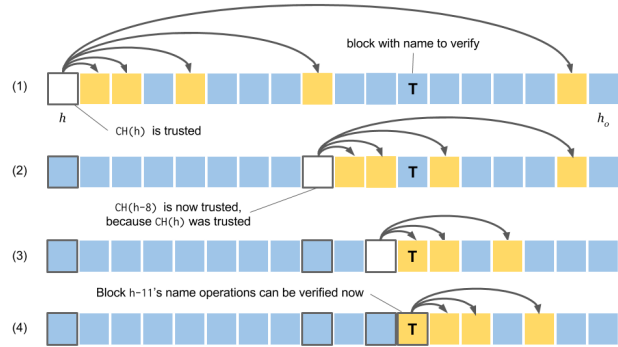 block with name to verify
(1)
T
h
hₒ
CH(h) is trusted
(2)
T
CH(h-8) is now trusted,
because CH(h) was trusted
(3)
T
Block h-11's name operations can be verified now
(4)
T